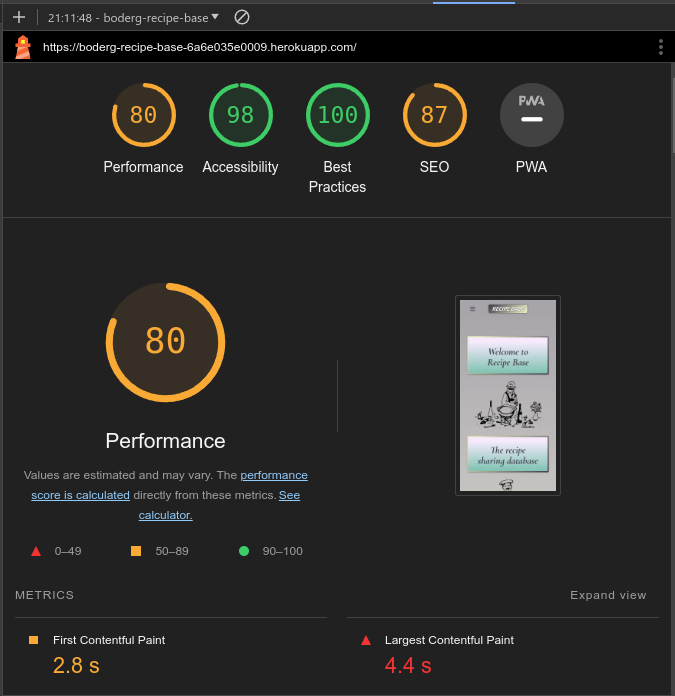 21:11:48 - boderg-recipe-base
https://boderg-recipe-base-6a6e035e0009.herokuapp.com/
80 98 100 87 PWA
Performance Accessibility Best Practices SEO PWA
80
Performance
Values are estimated and may vary. The performance
score is calculated directly from these metrics. See
calculator.
0–49 50–89 90–100
RECIPE BASE
Welcome to
Recipe Base
The recipe
sharing database
METRICS Expand view
First Contentful Paint Largest Contentful Paint
2.8 s 4.4 s